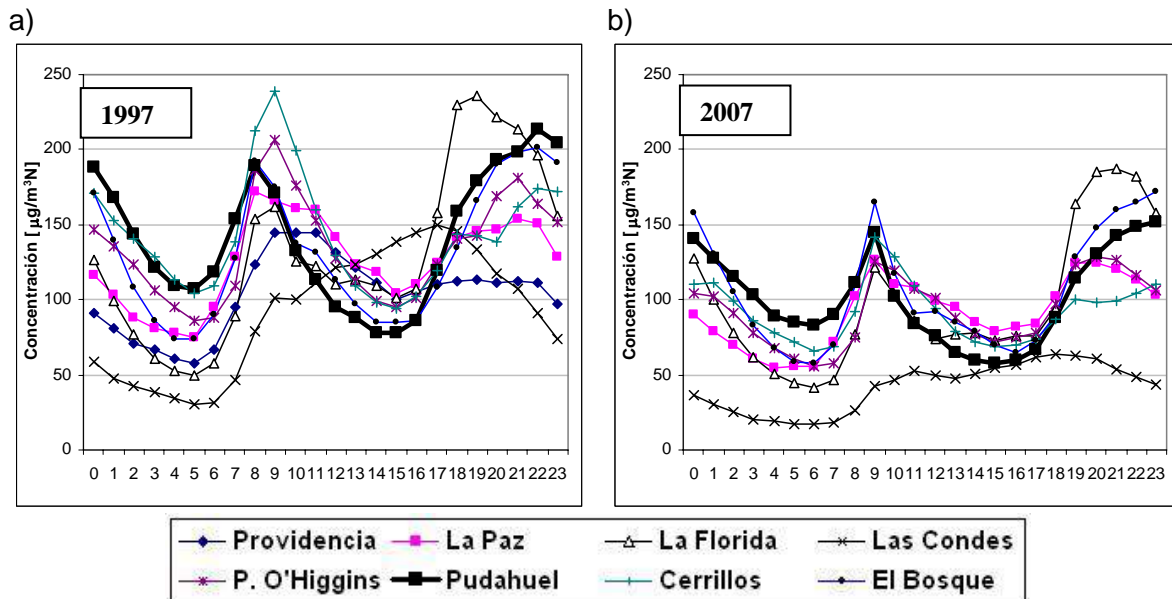 a)
1997
Concentración [ µg/m³N]
250
200
150
100
50
0
0 1 2 3 4 5 6 7 8 9 10 11 12 13 14 15 16 17 18 19 20 21 22 23
b)
2007
Concentración [ µg/m³N]
250
200
150
100
50
0
0 1 2 3 4 5 6 7 8 9 10 11 12 13 14 15 16 17 18 19 20 21 22 23
Providencia La Paz La Florida Las Condes
P. O'Higgins Pudahuel Cerrillos El Bosque